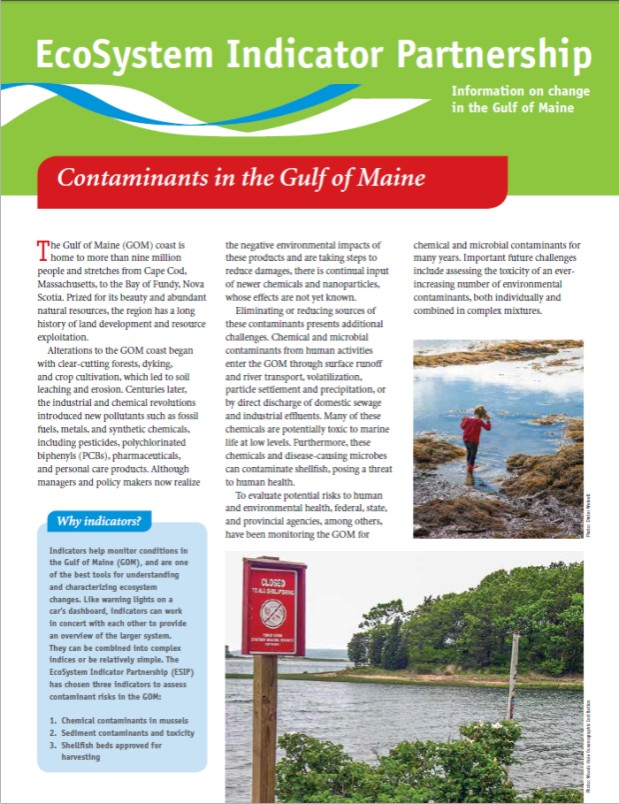 EcoSystem Indicator Partnership
Information on change
in the Gulf of Maine
Contaminants in the Gulf of Maine
The Gulf of Maine (GOM) coast is
home to more than nine million
people and stretches from Cape Cod,
Massachusetts, to the Bay of Fundy, Nova
Scotia. Prized for its beauty and abundant
natural resources, the region has a long
history of land development and resource
exploitation.
Alterations to the GOM coast began
with clear-cutting forests, dyking,
and crop cultivation, which led to soil
leaching and erosion. Centuries later,
the industrial and chemical revolutions
introduced new pollutants such as fossil
fuels, metals, and synthetic chemicals,
including pesticides, polychlorinated
biphenyls (PCBs), pharmaceuticals,
and personal care products. Although
managers and policy makers now realize
the negative environmental impacts of
these products and are taking steps to
reduce damages, there is continual input
of newer chemicals and nanoparticles,
whose effects are not yet known.
Eliminating or reducing sources of
these contaminants presents additional
challenges. Chemical and microbial
contaminants from human activities
enter the GOM through surface runoff
and river transport, volatilization,
particle settlement and precipitation, or
by direct discharge of domestic sewage
and industrial effluents. Many of these
chemicals are potentially toxic to marine
life at low levels. Furthermore, these
chemicals and disease-causing microbes
can contaminate shellfish, posing a threat
to human health.
To evaluate potential risks to human
and environmental health, federal, state,
and provincial agencies, among others,
have been monitoring the GOM for
chemical and microbial contaminants for
many years. Important future challenges
include assessing the toxicity of an ever-
increasing number of environmental
contaminants, both individually and
combined in complex mixtures.
Why indicators?
Indicators help monitor conditions in
the Gulf of Maine (GOM), and are one
of the best tools for understanding
and characterizing ecosystem
changes. Like warning lights on a
car's dashboard, indicators can work
in concert with each other to provide
an overview of the larger system.
They can be combined into complex
indices or be relatively simple. The
EcoSystem Indicator Partnership (ESIP)
has chosen three indicators to assess
contaminant risks in the GOM:
1. Chemical contaminants in mussels
2. Sediment contaminants and toxicity
3. Shellfish beds approved for
harvesting
CLOSED
TO ALL SHELLFISHING
Photo: Woods Hole Oceanographic Institution